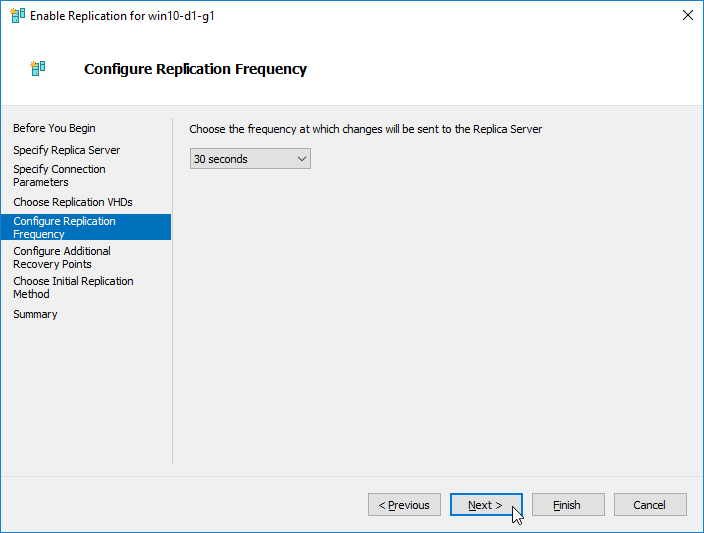 Enable Replication for win10-d1-g1
Configure Replication Frequency
Before You Begin
Specify Replica Server
Specify Connection
Parameters
Choose Replication VHDs
Configure Replication
Frequency
Configure Additional
Recovery Points
Choose Initial Replication
Method
Summary
Choose the frequency at which changes will be sent to the Replica Server
30 seconds
< Previous
Next >
Finish
Cancel